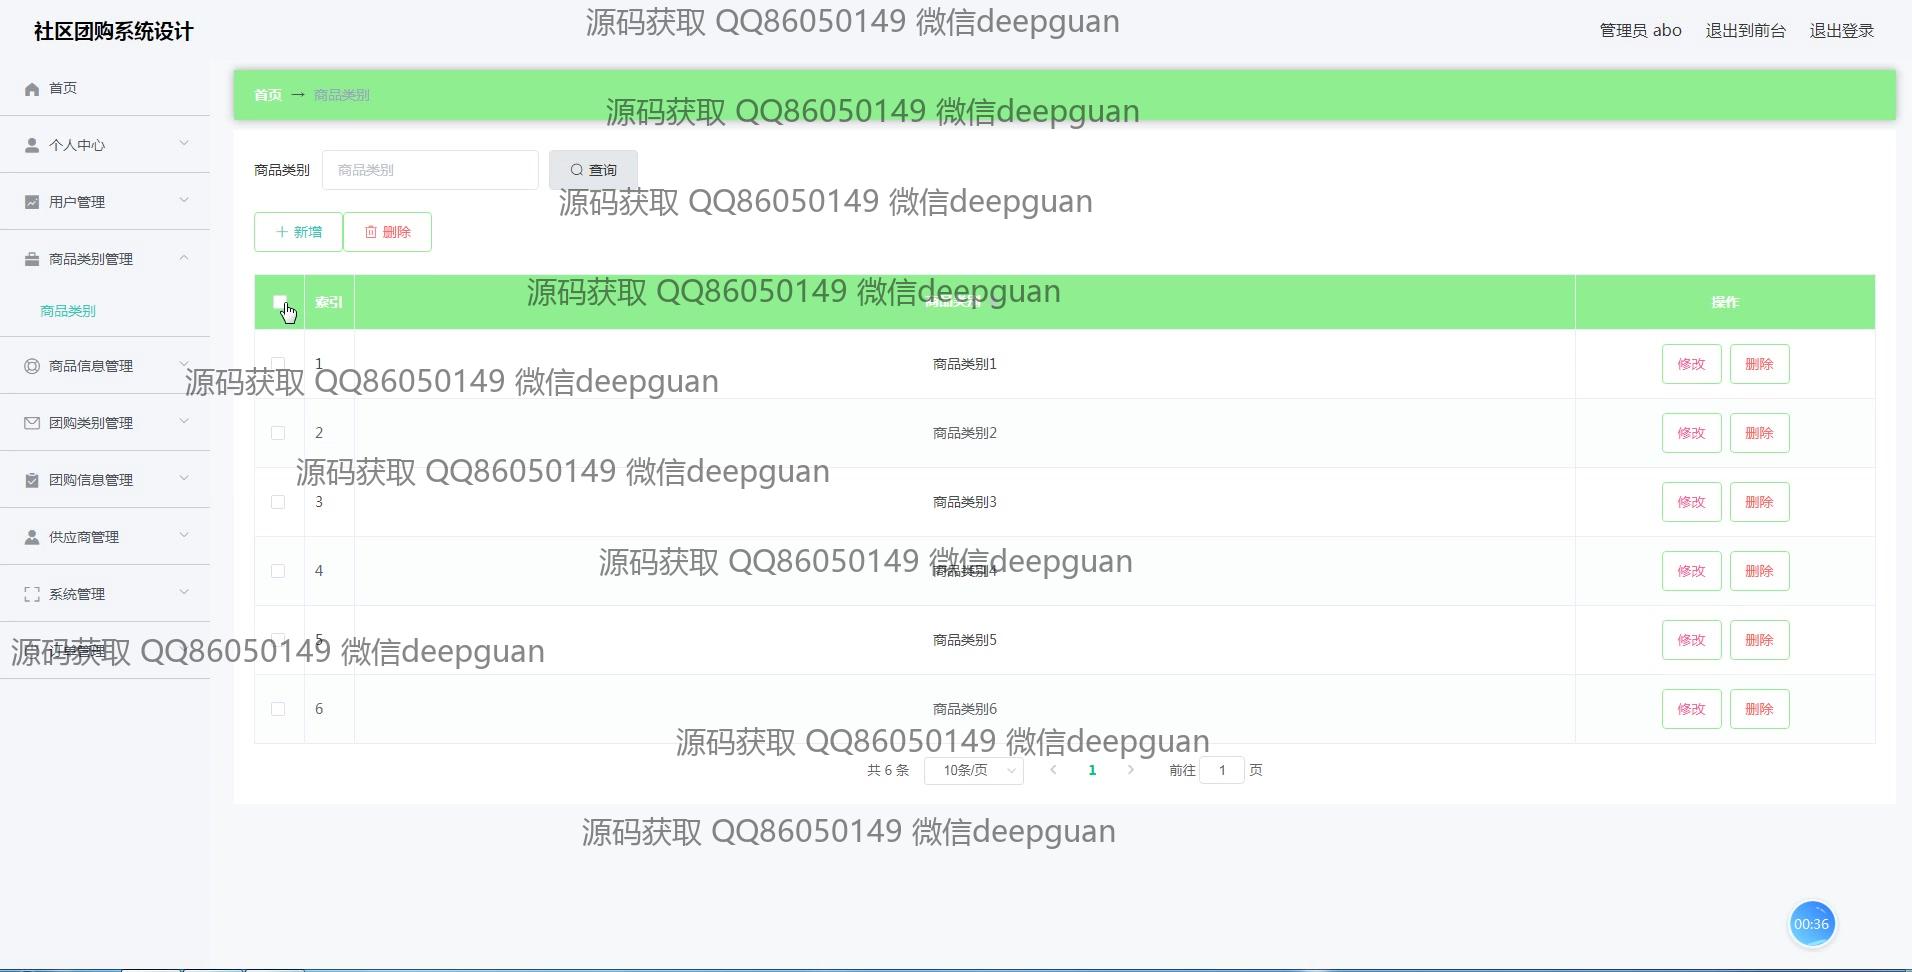 社区团购系统设计
源码获取 QQ86050149 微信deepguan
管理员 abo 退出到前台 退出登录
首页
个人中心
用户管理
商品类别管理
商品类别
商品信息管理
团购类别管理
团购信息管理
供应商管理
系统管理
订单管理
源码获取 QQ86050149 微信deepguan
首页 → 商品类别
源码获取 QQ86050149 微信deepguan
商品类别 商品类别 查询
源码获取 QQ86050149 微信deepguan
新增 删除
源码获取 QQ86050149 微信deepguan
索引 商品类别 操作
1 商品类别1 修改 删除
源码获取 QQ86050149 微信deepguan
2 商品类别2 修改 删除
源码获取 QQ86050149 微信deepguan
3 商品类别3 修改 删除
源码获取 QQ86050149 微信deepguan
4 商品类别4 修改 删除
5 商品类别5 修改 删除
6 商品类别6 修改 删除
源码获取 QQ86050149 微信deepguan
共 6 条 10条/页 1 前往 1 页
源码获取 QQ86050149 微信deepguan
00:36